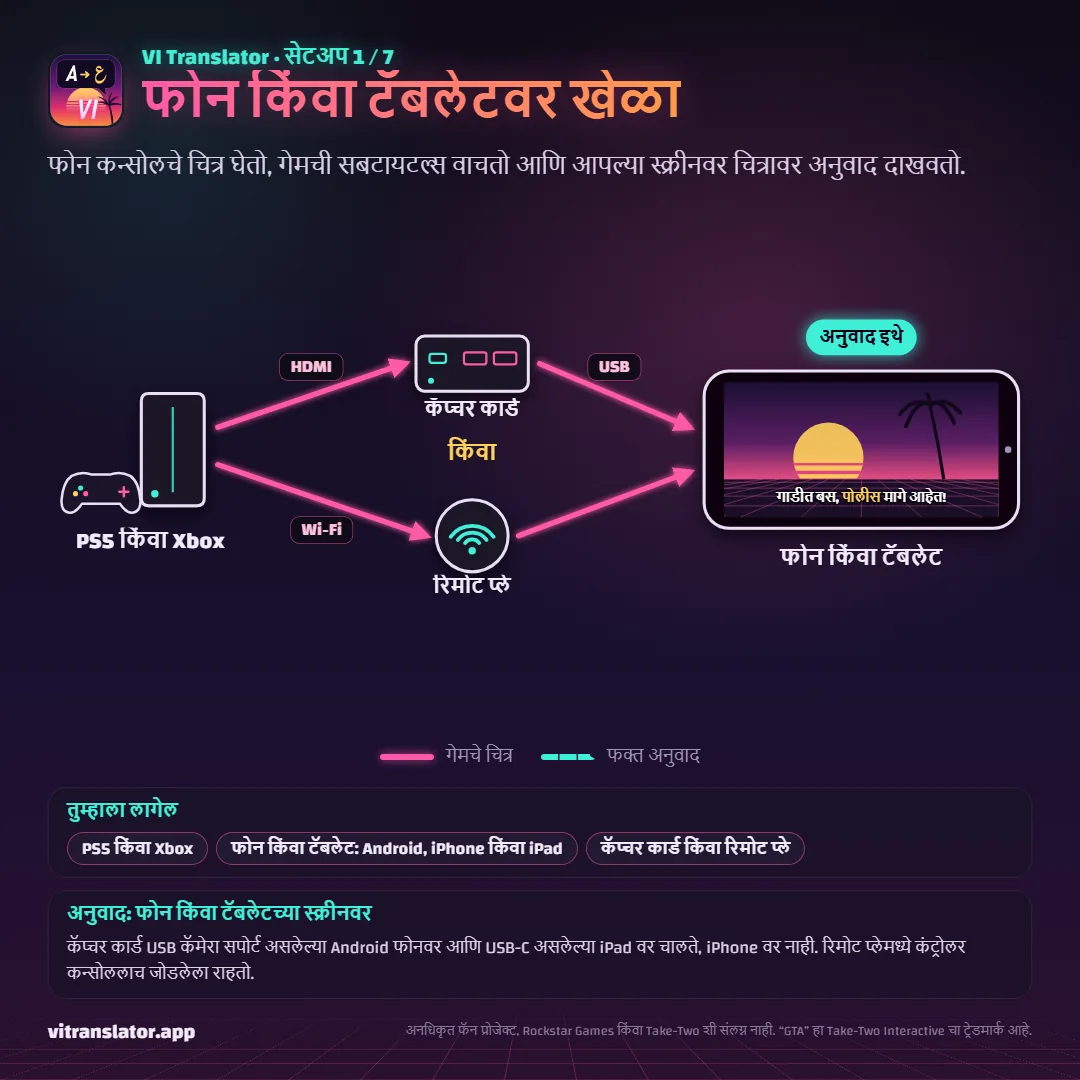 VI Translator · सेटअप 1 / 7
A→ع
VI
फोन किंवा टॅबलेटवर खेळा
फोन कन्सोलचे चित्र घेतो, गेमची सबटायटल्स वाचतो आणि आपल्या स्क्रीनवर चित्रावर अनुवाद दाखवतो.
अनुवाद इथे
HDMI
USB
कॅप्चर कार्ड
किंवा
गाडीत बस, पोलीस मागे आहेत!
Wi-Fi
PS5 किंवा Xbox
फोन किंवा टॅबलेट
रिमोट प्ले
गेमचे चित्र
फक्त अनुवाद
तुम्हाला लागेल
PS5 किंवा Xbox
फोन किंवा टॅबलेट: Android, iPhone किंवा iPad
कॅप्चर कार्ड किंवा रिमोट प्ले
अनुवाद: फोन किंवा टॅबलेटच्या स्क्रीनवर
कॅप्चर कार्ड USB कॅमेरा सपोर्ट असलेल्या Android फोनवर आणि USB-C असलेल्या iPad वर चालते, iPhone वर नाही. रिमोट प्लेमध्ये कंट्रोलर
कन्सोललाच जोडलेला राहतो.
vitranslator.app
अनधिकृत फॅन प्रोजेक्ट, Rockstar Games किंवा Take-Two शी संलग्न नाही. “GTA” हा Take-Two Interactive चा ट्रेडमार्क आहे.